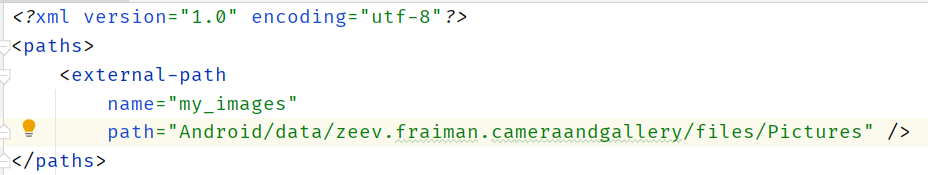 <?xml version="1.0" encoding="utf-8"?>
<paths>
    <external-path
        name="my_images"
        path="Android/data/zeev.fraiman.cameraandgallery/files/Pictures" />
</paths>